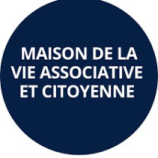 MAISON DE LA
VIE ASSOCIATIVE
ET CITOYENNE